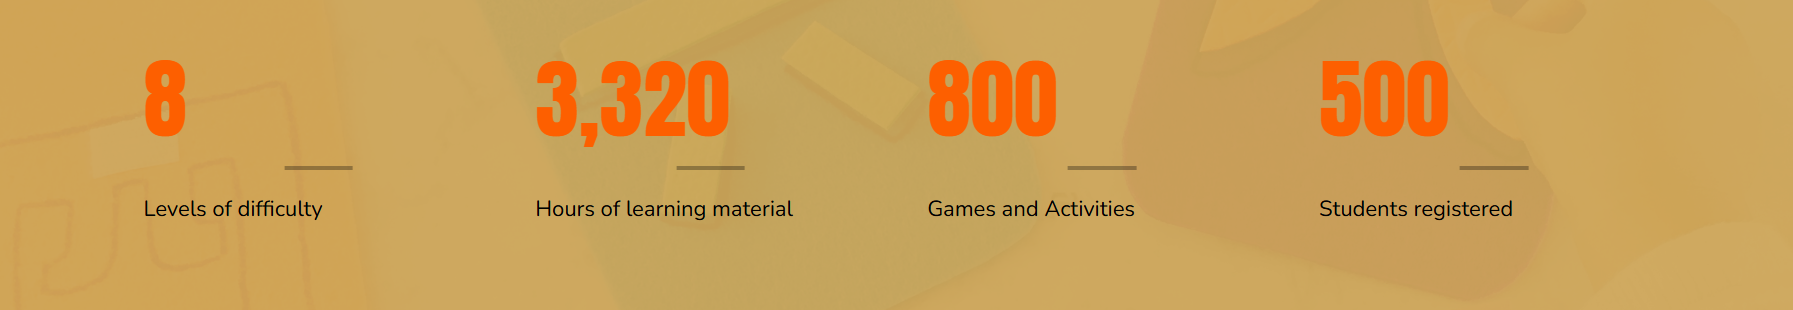 8
3,320
800
500
Levels of difficulty
Hours of learning material
Games and Activities
Students registered